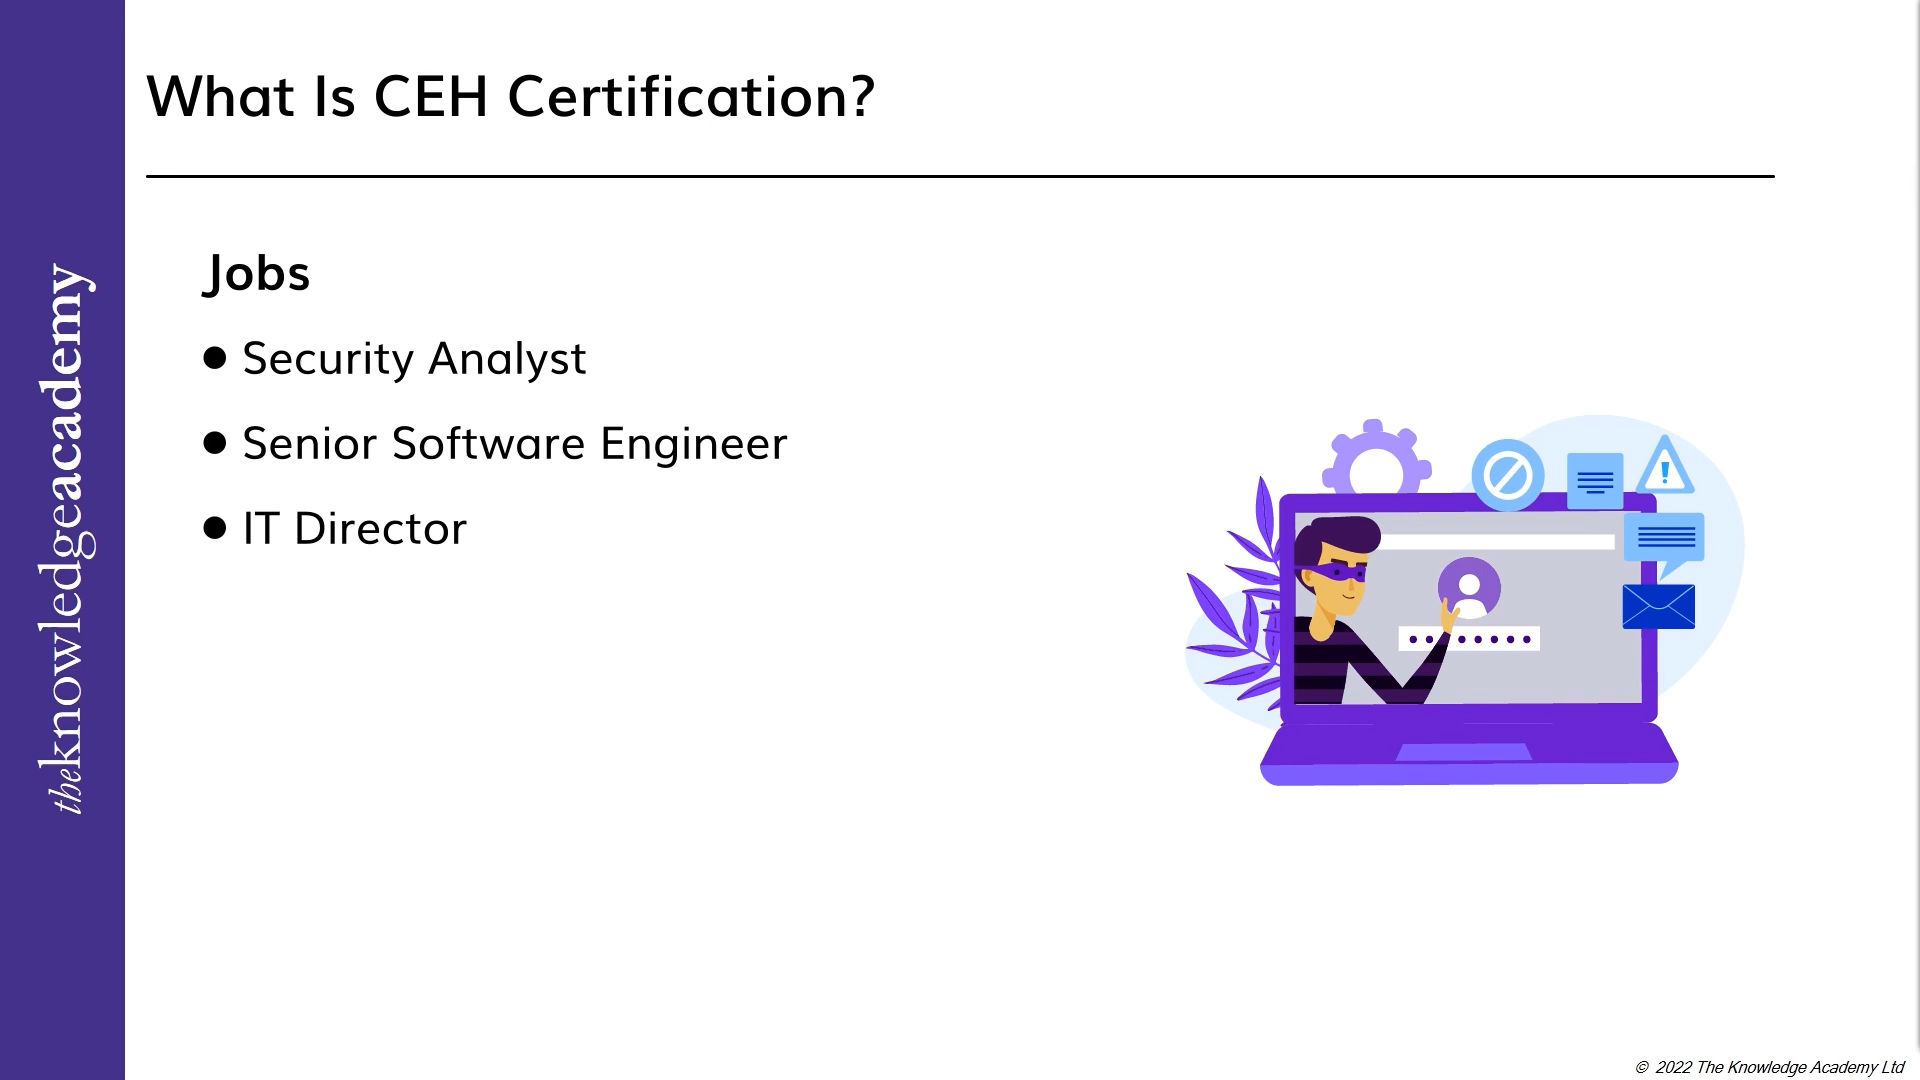 What Is CEH Certification?
Jobs
● Security Analyst
● Senior Software Engineer
● IT Director
theknowledgeacademy
© 2022 The Knowledge Academy Ltd